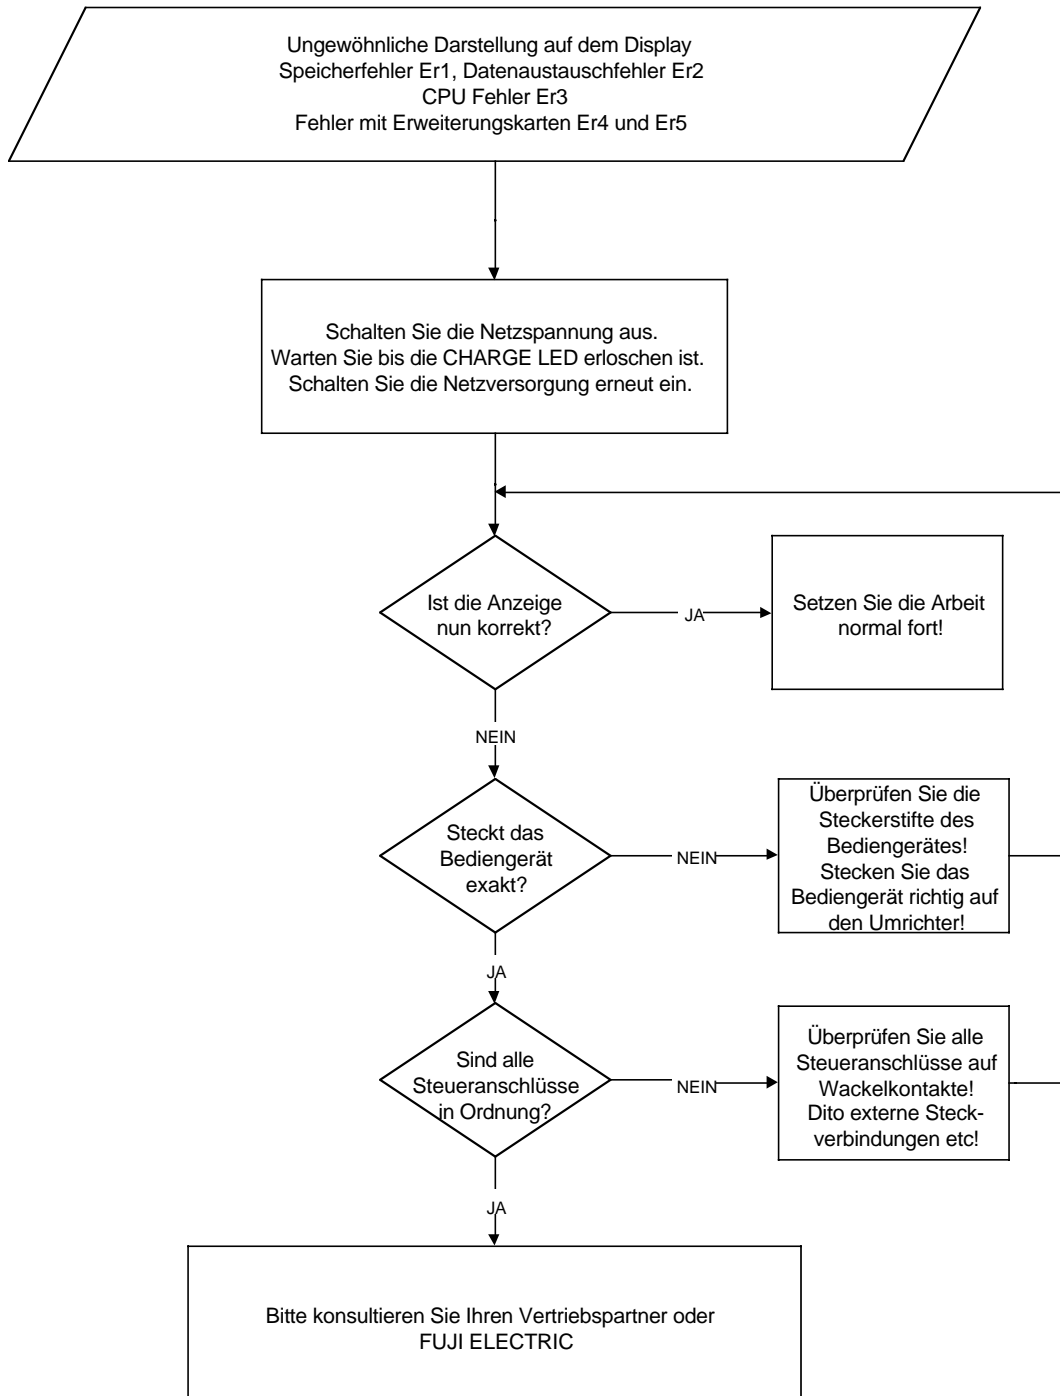 Ungewöhnliche Darstellung auf dem Display
Speicherfehler Er1, Datenaustauschfehler Er2
CPU Fehler Er3
Fehler mit Erweiterungskarten Er4 und Er5
Schalten Sie die Netzspannung aus.
Warten Sie bis die CHARGE LED erloschen ist.
Schalten Sie die Netzversorgung erneut ein.
Ist die Anzeige
nun korrekt?
JA
Setzen Sie die Arbeit
normal fort!
NEIN
Steckt das
Bediengerät
exakt?
NEIN
Überprüfen Sie die
Steckerstifte des
Bediengerätes!
Stecken Sie das
Bediengerät richtig auf
den Umrichter!
JA
Sind alle
Steueranschlüsse
in Ordnung?
NEIN
Überprüfen Sie alle
Steueranschlüsse auf
Wackelkontakte!
Dito externe Steck-
verbindungen etc!
JA
Bitte konsultieren Sie Ihren Vertriebspartner oder
FUJI ELECTRIC